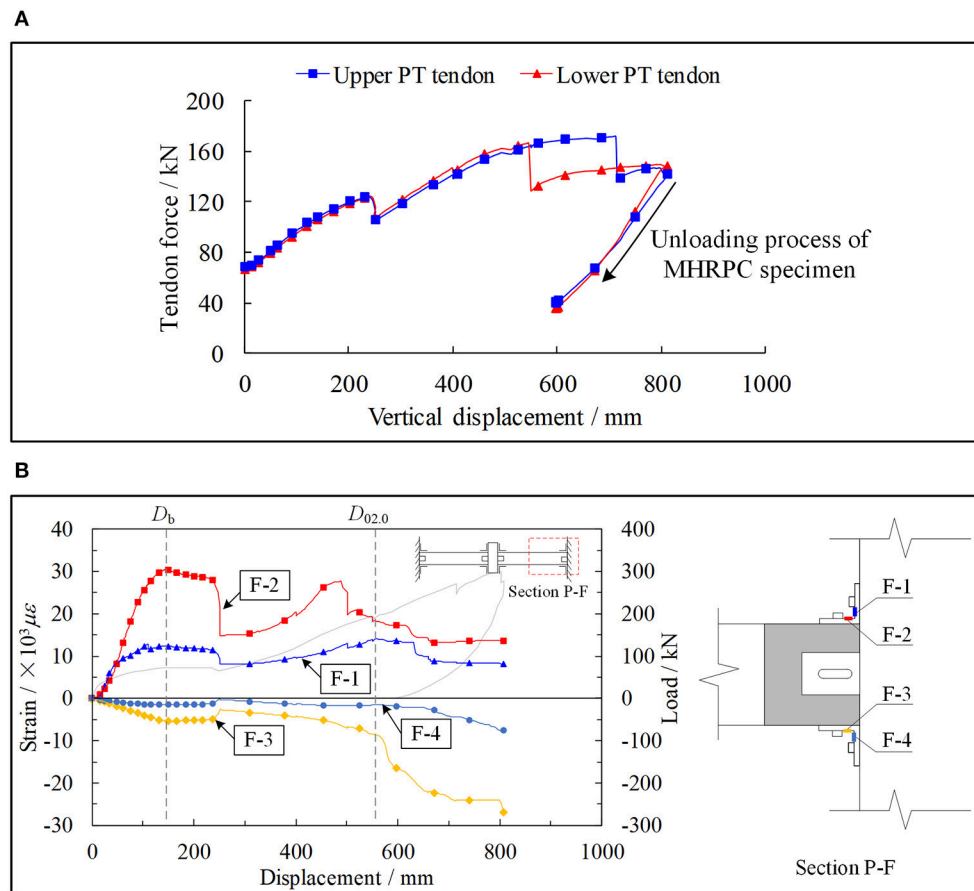 A
Upper PT tendon Lower PT tendon
200
160
120
80
40
0
Tendon force / kN
Unloading process of
MHRPC specimen
0 200 400 600 800 1000
Vertical displacement / mm
B
40
30
20
10
0
-10
-20
-30
Strain / ×10³με
D_b D_02.0
F-2
F-1
F-3
F-4
Section P-F
400
300
200
100
0
-100
-200
-300
Load / kN
0 200 400 600 800 1000
Displacement / mm
F-1
F-2
F-3
F-4
Section P-F